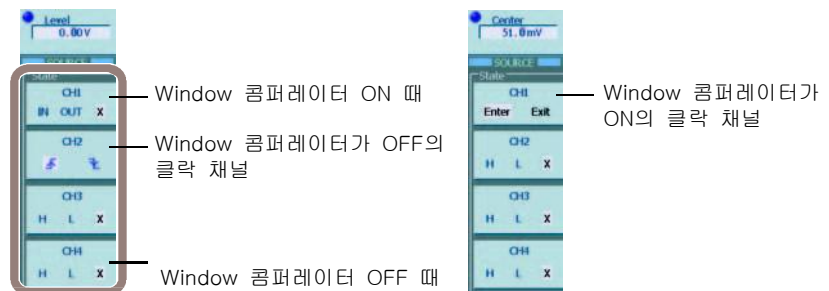 Level
0.00V
SOURCE
State
CH1
IN OUT X
CH2
CH3
H L X
CH4
H L X
Window 콤퍼레이터 ON 때
Window 콤퍼레이터가 OFF의
클락 채널
Window 콤퍼레이터 OFF 때
Center
51.0mV
SOURCE
State
CH1
Enter Exit
CH2
H L X
CH3
H L X
CH4
H L X
Window 콤퍼레이터가
ON의 클락 채널